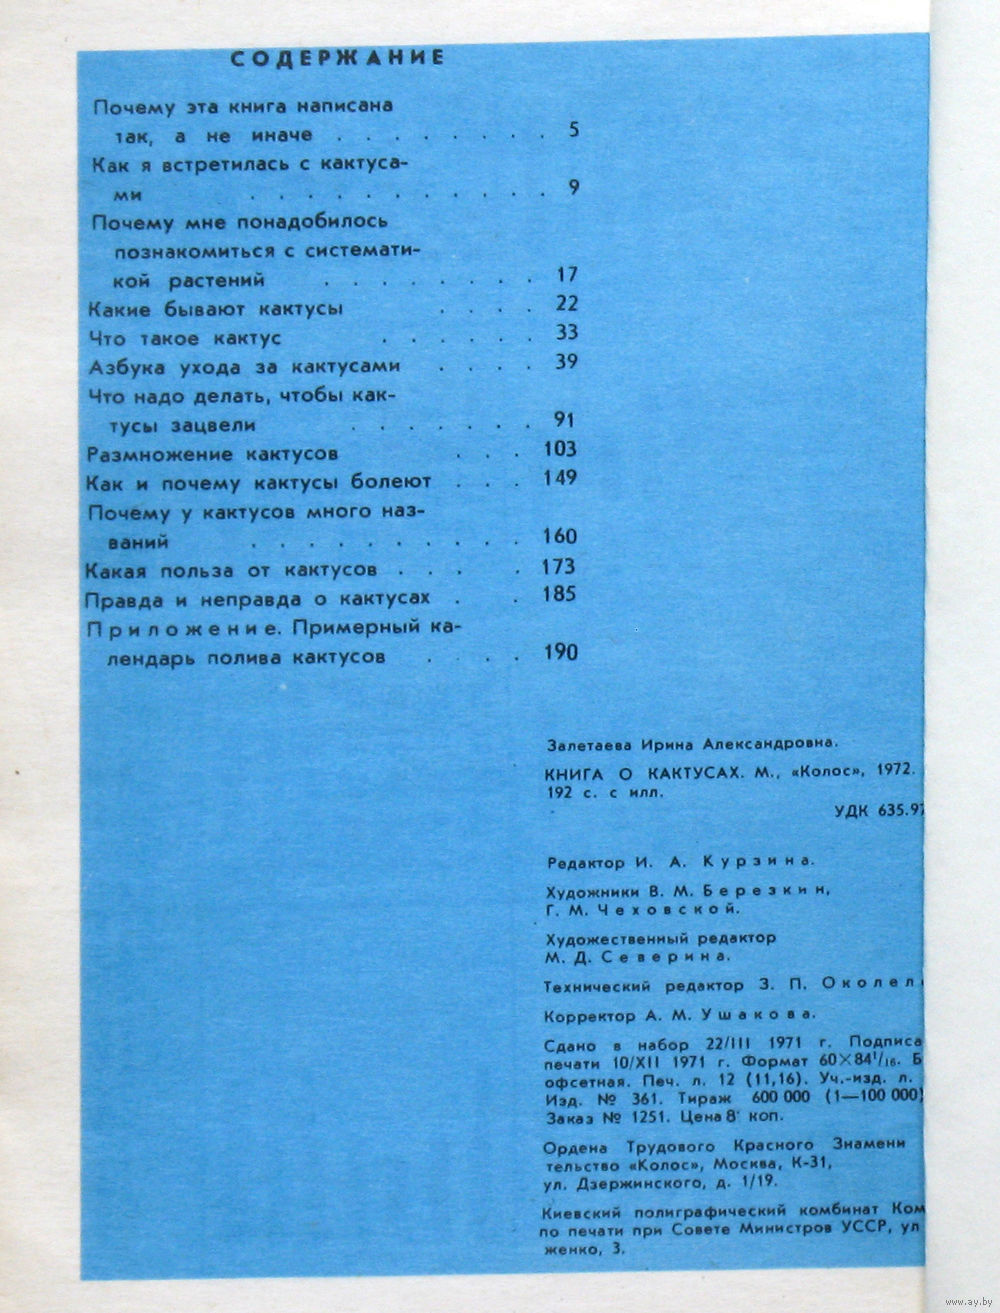 СОДЕРЖАНИЕ
Почему эта книга написана
так, а не иначе . . . . . . . . 5
Как я встретилась с кактуса-
ми . . . . . . . . . . . 9
Почему мне понадобилось
познакомиться с системати-
кой растений . . . . . . . . 17
Какие бывают кактусы . . . . 22
Что такое кактус . . . . . . 33
Азбука ухода за кактусами . . . . 39
Что надо делать, чтобы как-
тусы зацвели . . . . . . . 91
Размножение кактусов . . . 103
Как и почему кактусы болеют . . . 149
Почему у кактусов много наз-
ваний . . . . . . . . . . 160
Какая польза от кактусов . . . . 173
Правда и неправда о кактусах . . 185
Приложение. Примерный ка-
лендарь полива кактусов . . . . 190
Залетаева Ирина Александровна.
КНИГА О КАКТУСАХ. М., «Колос», 1972.
192 с. с илл.
УДК 635.97
Редактор И. А. Курзина.
Художники В. М. Березкин,
Г. М. Чеховской.
Художественный редактор
М. Д. Северина.
Технический редактор З. П. Околел
Корректор А. М. Ушакова.
Сдано в набор 22/III 1971 г. Подписа
печати 10/XII 1971 г. Формат 60×84¹/₁₆. Б
офсетная. Печ. л. 12 (11,16). Уч.-изд. л.
Изд. № 361. Тираж 600 000 (1—100 000)
Заказ № 1251. Цена 8 коп.
Ордена Трудового Красного Знамени
тельство «Колос», Москва, К-31,
ул. Дзержинского, д. 1/19.
Киевский полиграфический комбинат Ком
по печати при Совете Министров УССР, ул
женко, 3.
www.ay.by